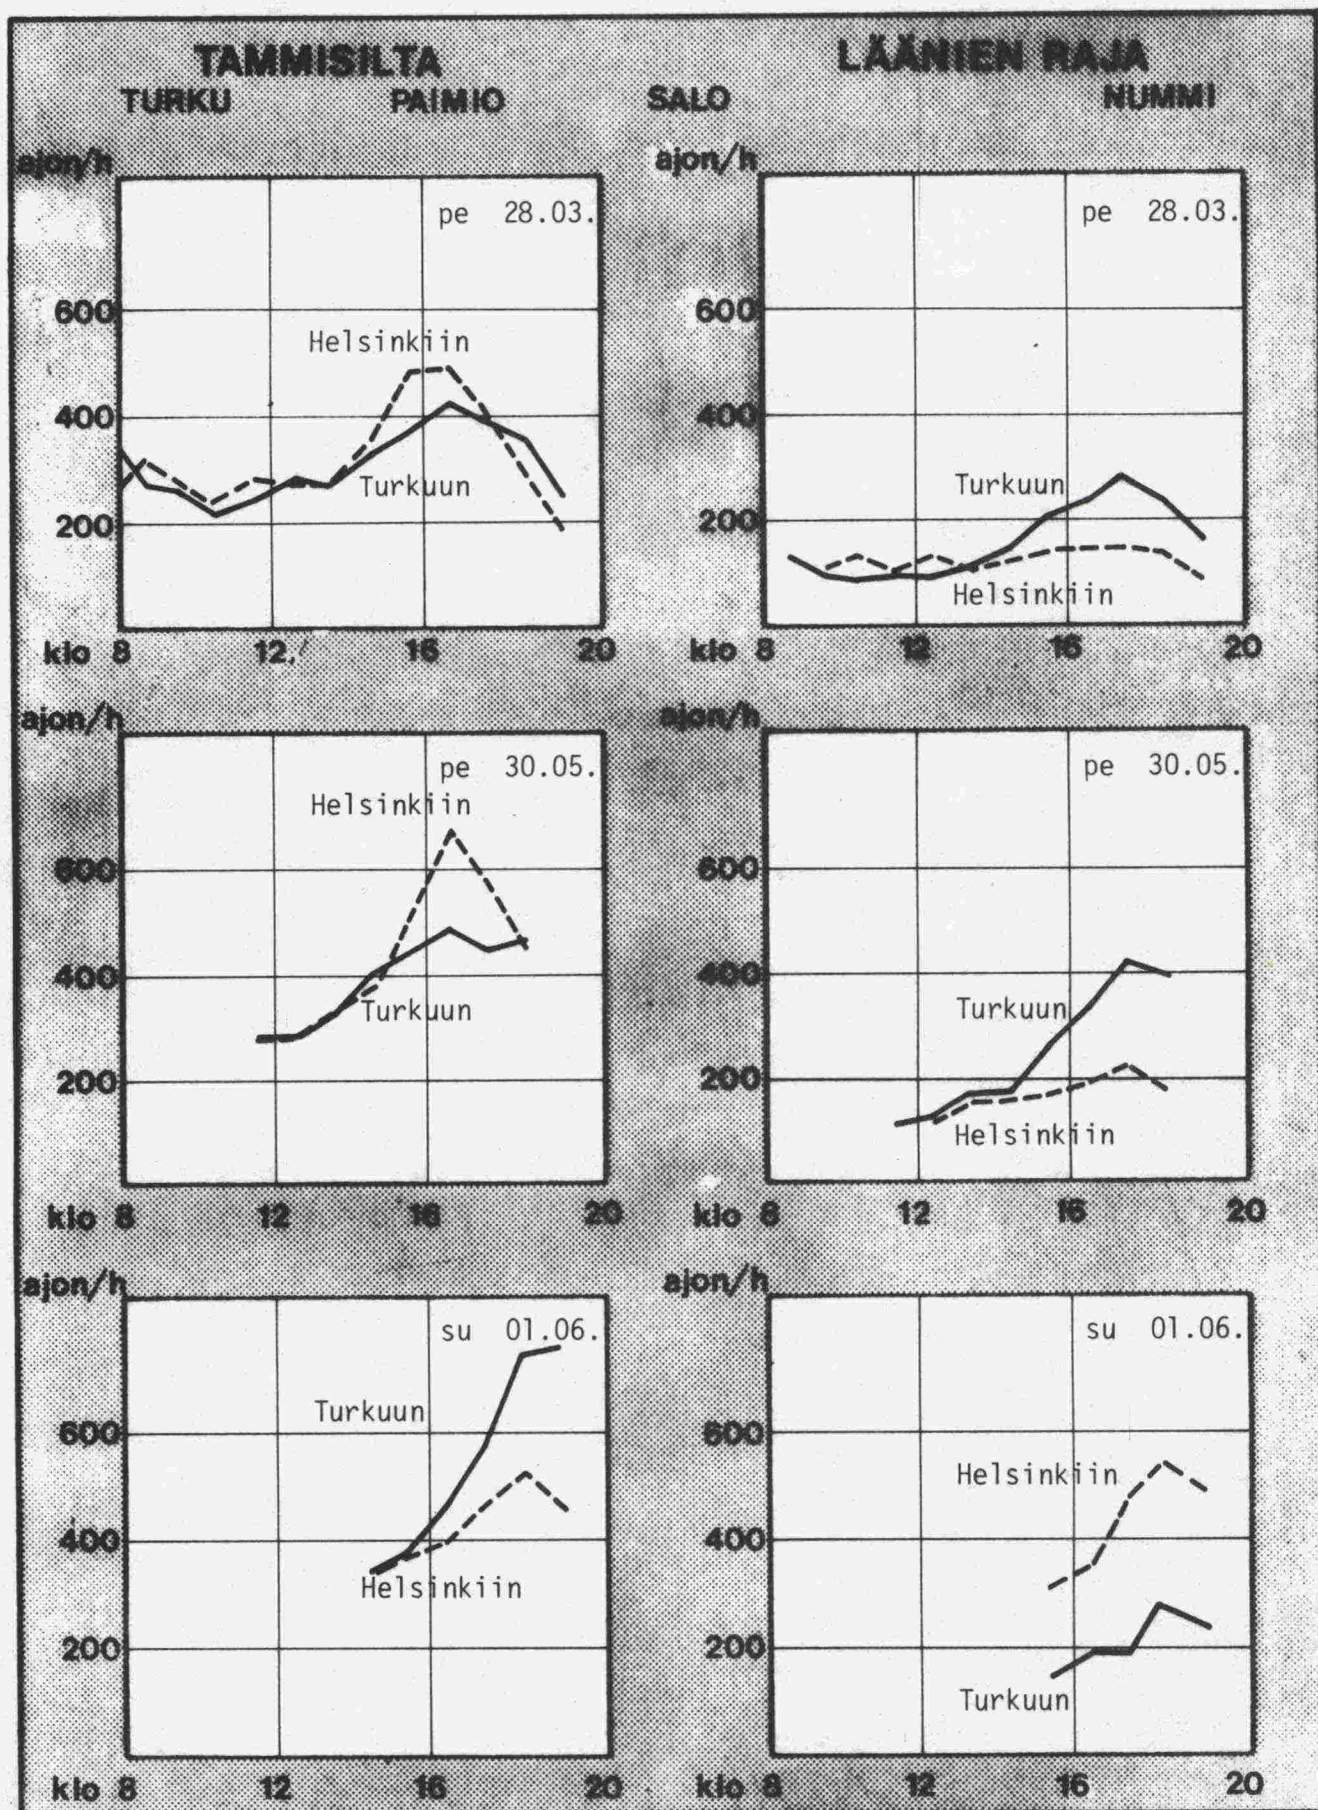 TAMMISILTA LÄÄNIEN RAJA
TURKU PAIMIO SALO NUMMI
ajon/h ajon/h
pe 28.03. pe 28.03.
600 600
Helsinkiin
400 400
Turkuun Turkuun
200 200
Helsinkiin
klo 8 12 16 20 klo 8 12 16 20
ajon/h ajon/h
pe 30.05. pe 30.05.
Helsinkiin
600 600
400 400
Turkuun Turkuun
200 200
Helsinkiin
klo 8 12 16 20 klo 8 12 16 20
ajon/h ajon/h
su 01.06. su 01.06.
Turkuun
600 600
Helsinkiin
400 400
Helsinkiin
200 200
Turkuun
klo 8 12 16 20 klo 8 12 16 20